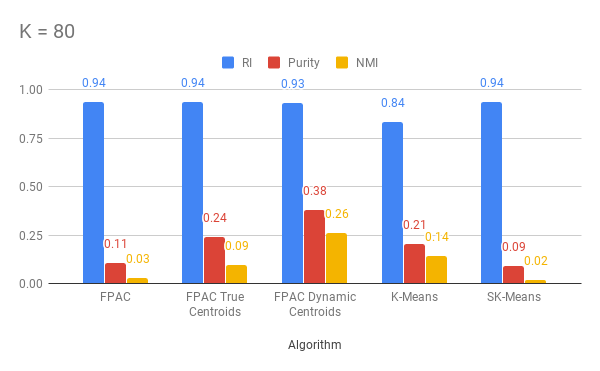 K = 80
RI Purity NMI
1.00
0.75
0.50
0.25
0.00
0.94 0.11 0.03
0.94 0.24 0.09
0.93 0.38 0.26
0.84 0.21 0.14
0.94 0.09 0.02
FPAC
FPAC True
Centroids
FPAC Dynamic
Centroids
K-Means
SK-Means
Algorithm